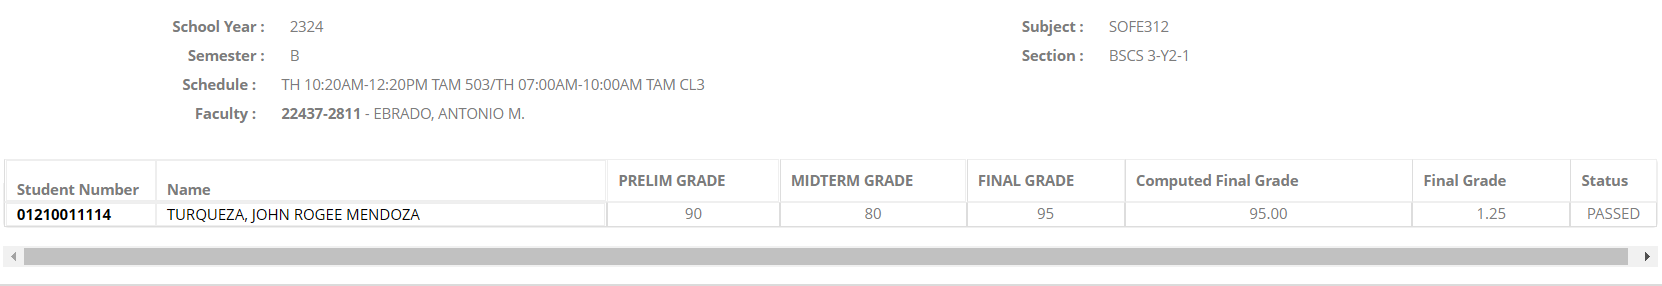 School Year : 2324 Subject : SOFE312
Semester : B Section : BSCS 3-Y2-1
Schedule : TH 10:20AM-12:20PM TAM 503/TH 07:00AM-10:00AM TAM CL3
Faculty : 22437-2811 - EBRADO, ANTONIO M.
Student Number Name PRELIM GRADE MIDTERM GRADE FINAL GRADE Computed Final Grade Final Grade Status
01210011114 TURQUEZA, JOHN ROGEE MENDOZA 90 80 95 95.00 1.25 PASSED